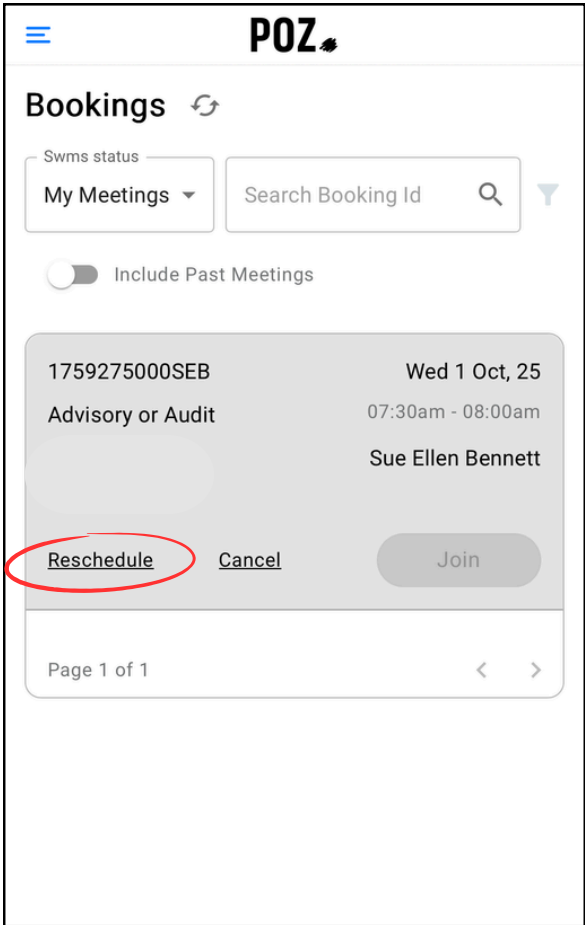 POZ
Bookings
Swms status
My Meetings
Search Booking Id
Include Past Meetings
1759275000SEB
Wed 1 Oct, 25
Advisory or Audit
07:30am - 08:00am
Sue Ellen Bennett
Reschedule
Cancel
Join
Page 1 of 1